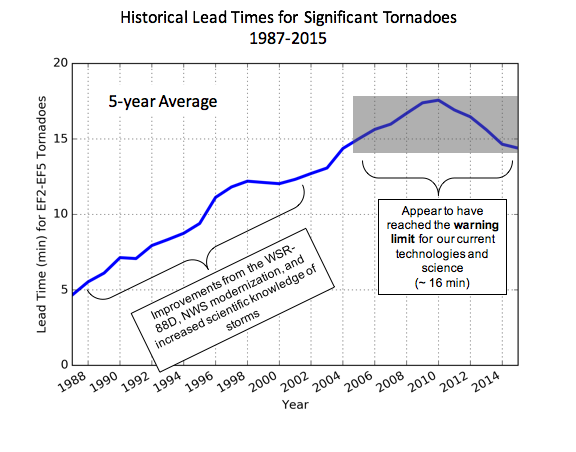 Historical Lead Times for Significant Tornadoes
1987-2015
Lead Time (min) for EF2-EF5 Tornadoes
20
15
10
5
0
5-year Average
Appear to have
reached the warning
limit for our current
technologies and
science
(~ 16 min)
Improvements from the WSR-
88D, NWS modernization, and
increased scientific knowledge of
storms
1988 1990 1992 1994 1996 1998 2000 2002 2004 2006 2008 2010 2012 2014
Year